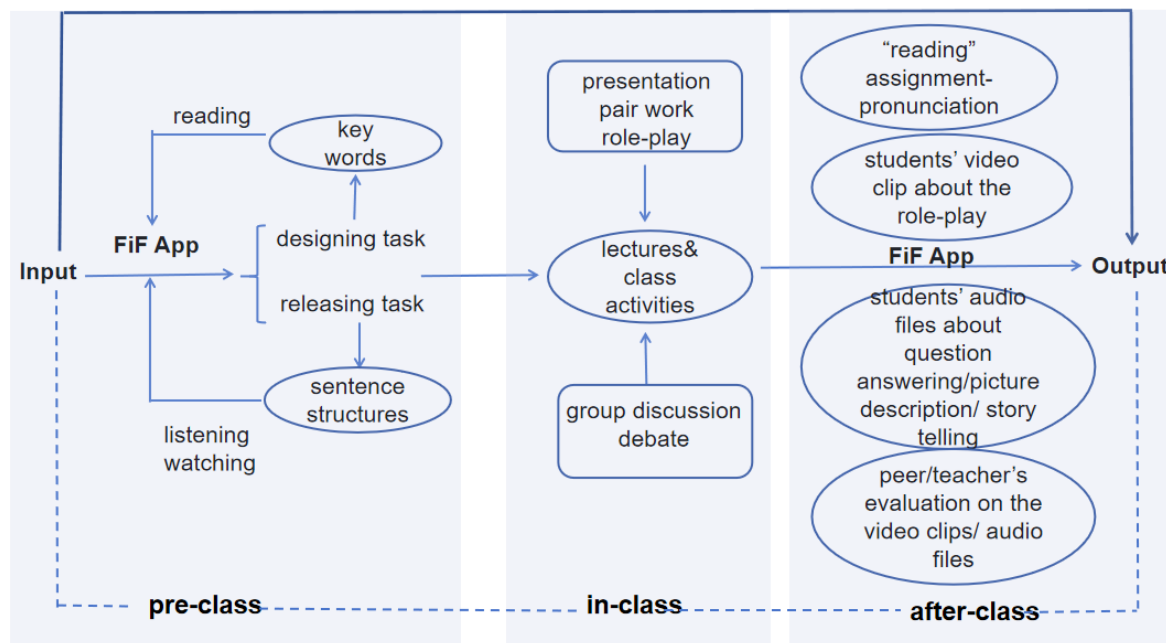 reading
key
words
FiF App
designing task
Input
releasing task
sentence
structures
listening
watching
pre-class
presentation
pair work
role-play
lectures&
class
activities
group discussion
debate
in-class
“reading”
assignment-
pronunciation
students’ video
clip about the
role-play
FiF App
Output
students’ audio
files about
question
answering/picture
description/ story
telling
peer/teacher’s
evaluation on the
video clips/ audio
files
after-class